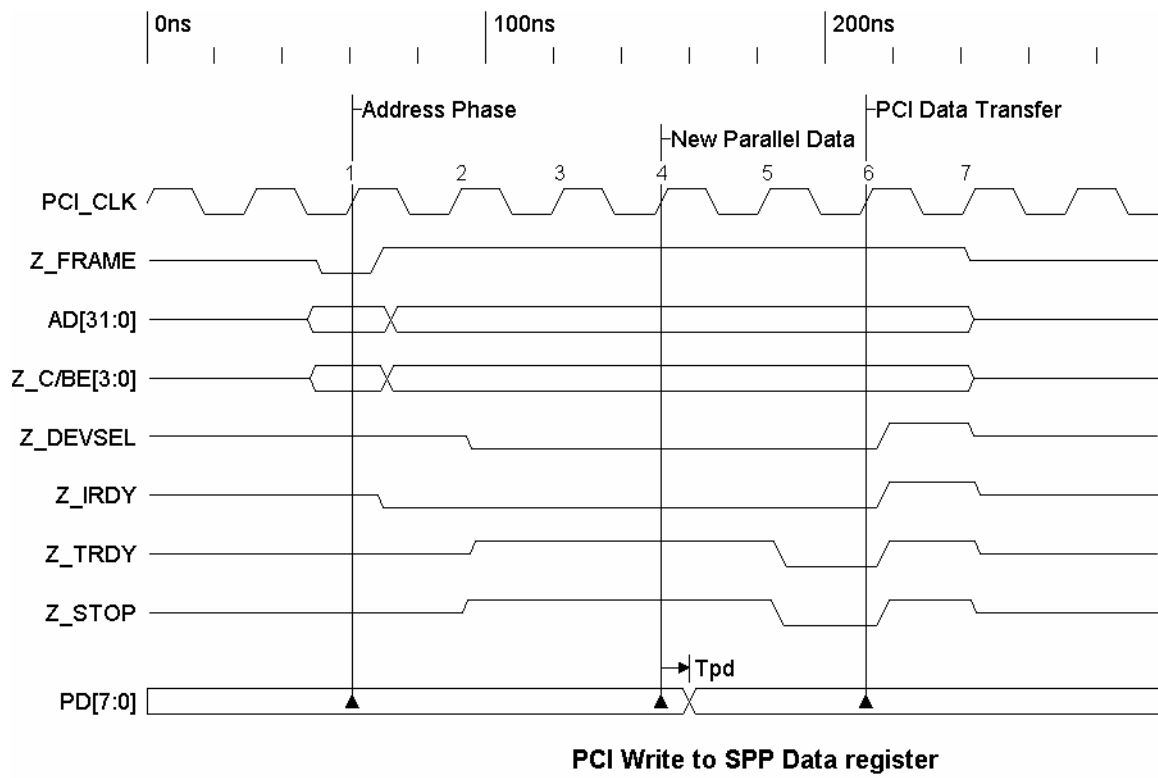 0ns 100ns 200ns
Address Phase PCI Data Transfer
New Parallel Data
1 2 3 4 5 6 7
PCI_CLK
Z_FRAME
AD[31:0]
Z_C/BE[3:0]
Z_DEVSEL
Z_IRDY
Z_TRDY
Z_STOP
Tpd
PD[7:0]
PCI Write to SPP Data register